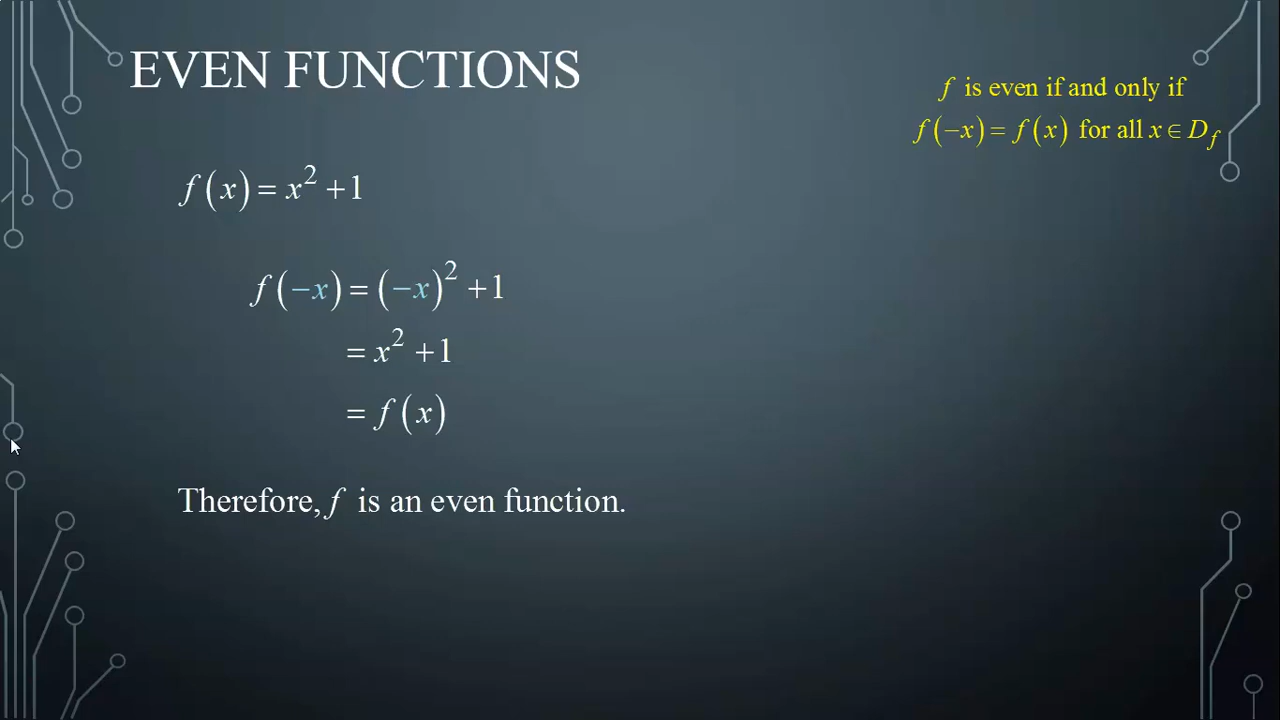 EVEN FUNCTIONS
f is even if and only if
f(−x) = f(x) for all x ∈ D_f
f(x) = x² + 1
f(−x) = (−x)² + 1
= x² + 1
= f(x)
Therefore, f is an even function.